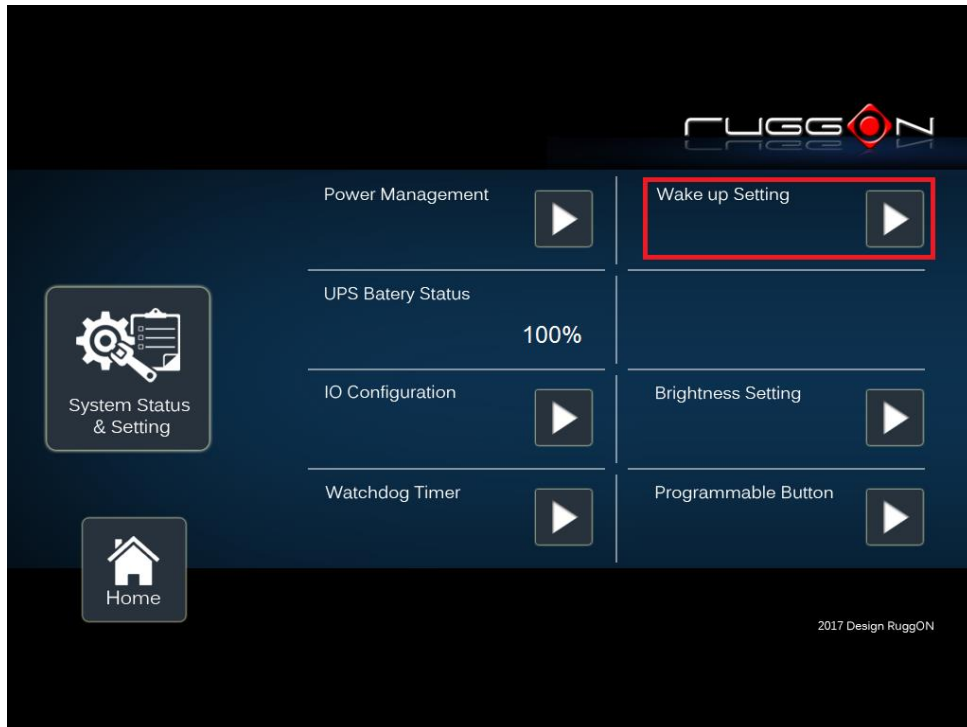 ruggON
Power Management
Wake up Setting
UPS Batery Status
100%
System Status
& Setting
IO Configuration
Brightness Setting
Watchdog Timer
Programmable Button
Home
2017 Design RuggON